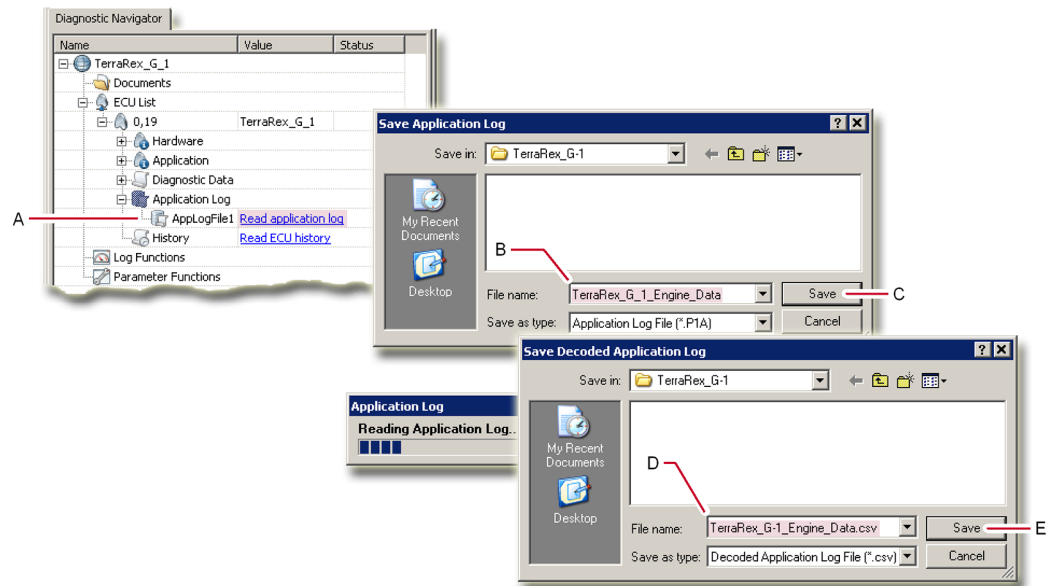 Diagnostic Navigator
Name Value Status
TerraRex_G_1
Documents
ECU List
0,19 TerraRex_G_1
Hardware
Application
Diagnostic Data
Application Log
A
AppLogFile1 Read application log
History Read ECU history
Log Functions
Parameter Functions
Save Application Log
Save in: TerraRex_G-1
My Recent Documents
Desktop
B
File name: TerraRex_G_1_Engine_Data Save
C
Save as type: Application Log File (*.P1A) Cancel
Application Log
Reading Application Log..
Save Decoded Application Log
Save in: TerraRex_G-1
My Recent Documents
Desktop
D
File name: TerraRex_G-1_Engine_Data.csv Save
E
Save as type: Decoded Application Log File (*.csv) Cancel